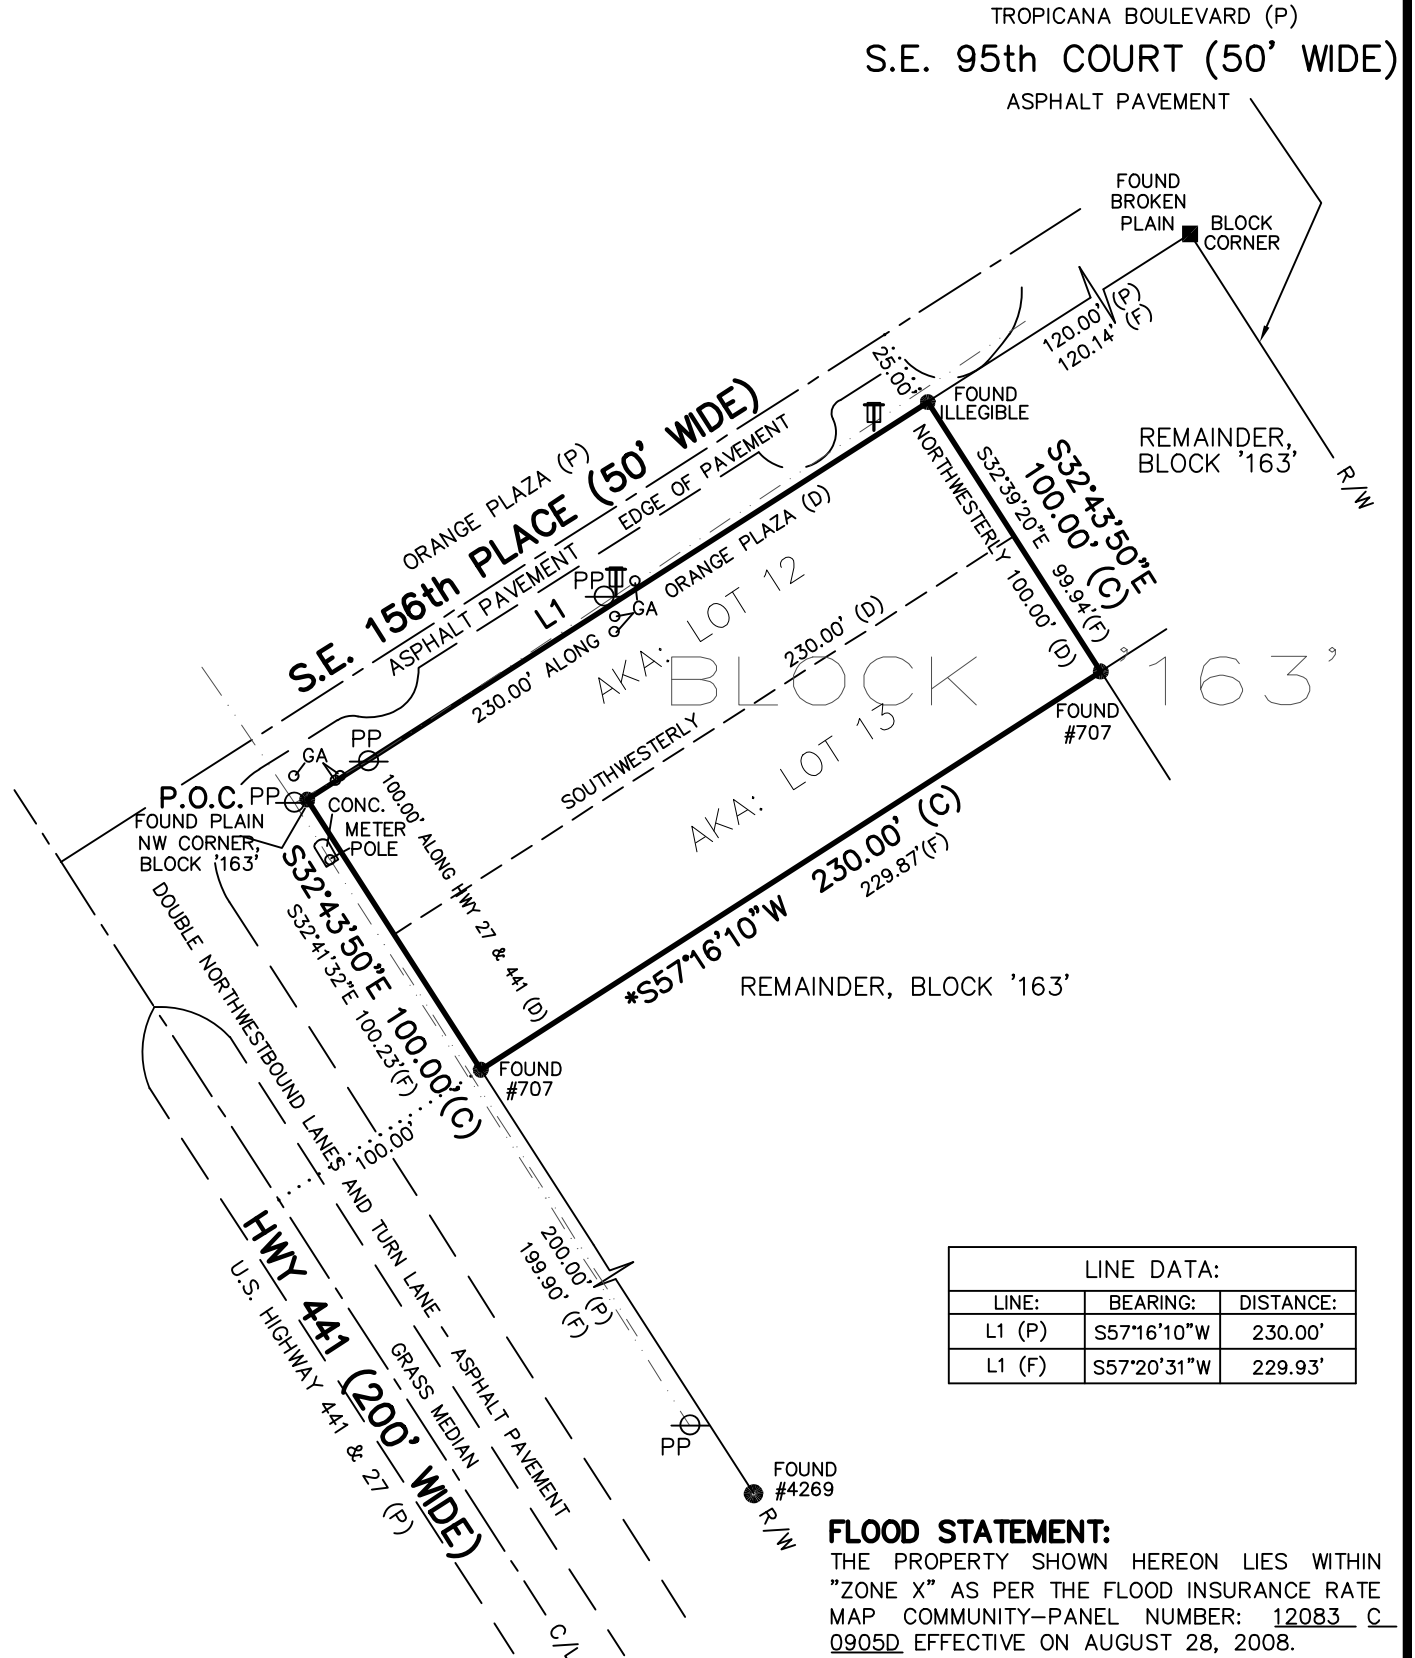 TROPICANA BOULEVARD (P)
S.E. 95th COURT (50' WIDE)
ASPHALT PAVEMENT
FOUND
BROKEN
PLAIN
BLOCK
CORNER
120.00' (P)
120.14' (F)
25.00'
FOUND
ILLEGIBLE
REMAINDER,
BLOCK '163'
R/W
ORANGE PLAZA (P)
S.E. 156th PLACE (50' WIDE)
EDGE OF PAVEMENT
ASPHALT PAVEMENT
L1
PP
GA
230.00' ALONG ORANGE PLAZA (D)
NORTHWESTERLY 100.00' (D)
S32°39'20"E 99.94'(F)
S32°43'50"E
100.00' (C)
AKA: LOT 12
BLOCK '163'
SOUTHWESTERLY 230.00' (D)
AKA: LOT 13
FOUND
#707
GA
PP
P.O.C.
PP
FOUND PLAIN
NW CORNER,
BLOCK '163'
CONC.
METER
POLE
100.00' ALONG HWY 27 & 441 (D)
S32°43'50"E 100.00'(C)
S32°41'32"E 100.23'(F)
*S57°16'10"W 230.00' (C)
229.87'(F)
REMAINDER, BLOCK '163'
FOUND
#707
DOUBLE NORTHWESTBOUND LANES AND TURN LANE - ASPHALT PAVEMENT
100.00'
HWY 441 (200' WIDE)
U.S. HIGHWAY 441 & 27 (P)
GRASS MEDIAN
200.00' (P)
199.90' (F)
PP
FOUND
#4269
R/W
LINE DATA:
LINE: BEARING: DISTANCE:
L1 (P) S57°16'10"W 230.00'
L1 (F) S57°20'31"W 229.93'
FLOOD STATEMENT:
THE PROPERTY SHOWN HEREON LIES WITHIN
"ZONE X" AS PER THE FLOOD INSURANCE RATE
MAP COMMUNITY-PANEL NUMBER: 12083 C
0905D EFFECTIVE ON AUGUST 28, 2008.